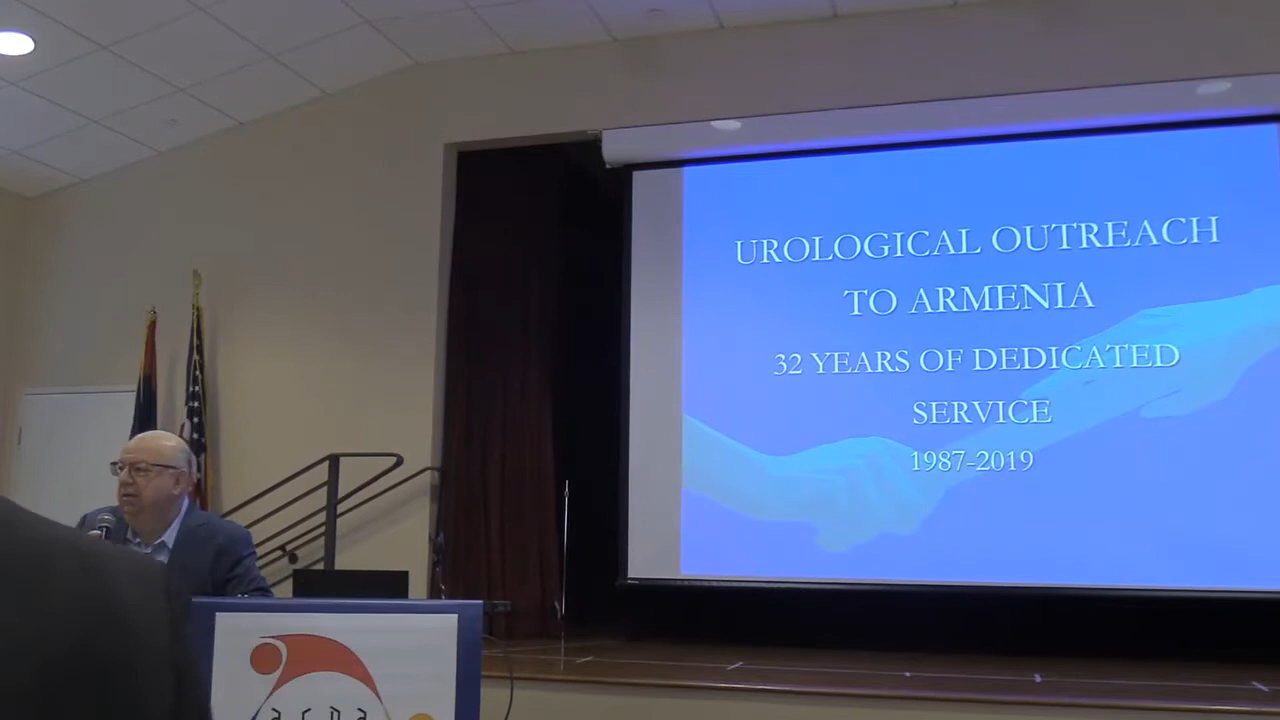 UROLOGICAL OUTREACH
TO ARMENIA
32 YEARS OF DEDICATED
SERVICE
1987-2019